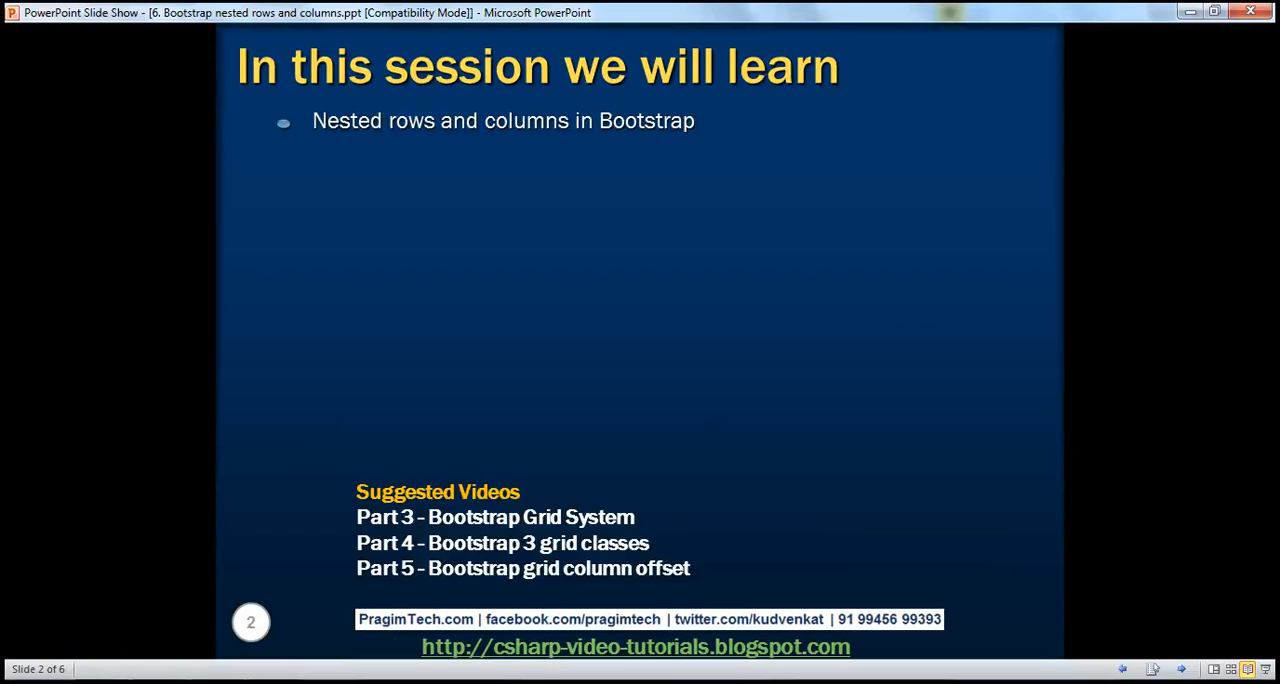 PowerPoint Slide Show - [6. Bootstrap nested rows and columns.ppt [Compatibility Mode]] - Microsoft PowerPoint
In this session we will learn
Nested rows and columns in Bootstrap
Suggested Videos
Part 3 - Bootstrap Grid System
Part 4 - Bootstrap 3 grid classes
Part 5 - Bootstrap grid column offset
2
PragimTech.com | facebook.com/pragimtech | twitter.com/kudvenkat | 91 99456 99393
http://csharp-video-tutorials.blogspot.com
Slide 2 of 6